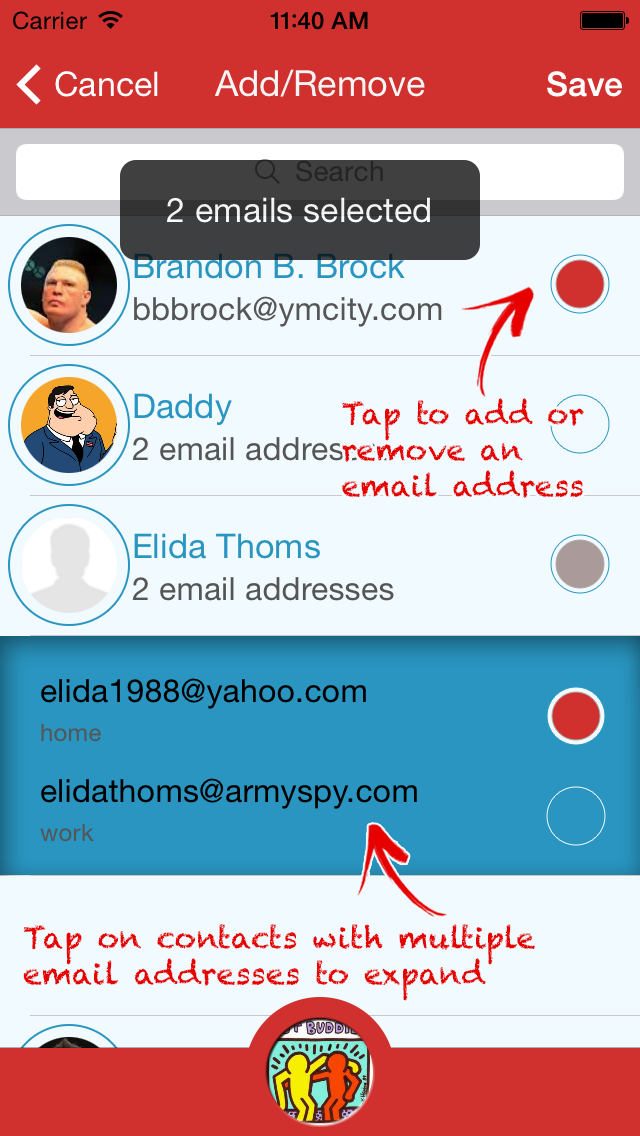 Carrier 11:40 AM
Cancel Add/Remove Save
Search
2 emails selected
Brandon B. Brock
bbbrock@ymcity.com
Tap to add or
remove an
email address
Daddy
2 email addres..
Elida Thoms
2 email addresses
elida1988@yahoo.com
home
elidathoms@armyspy.com
work
Tap on contacts with multiple
email addresses to expand
BUDDIE